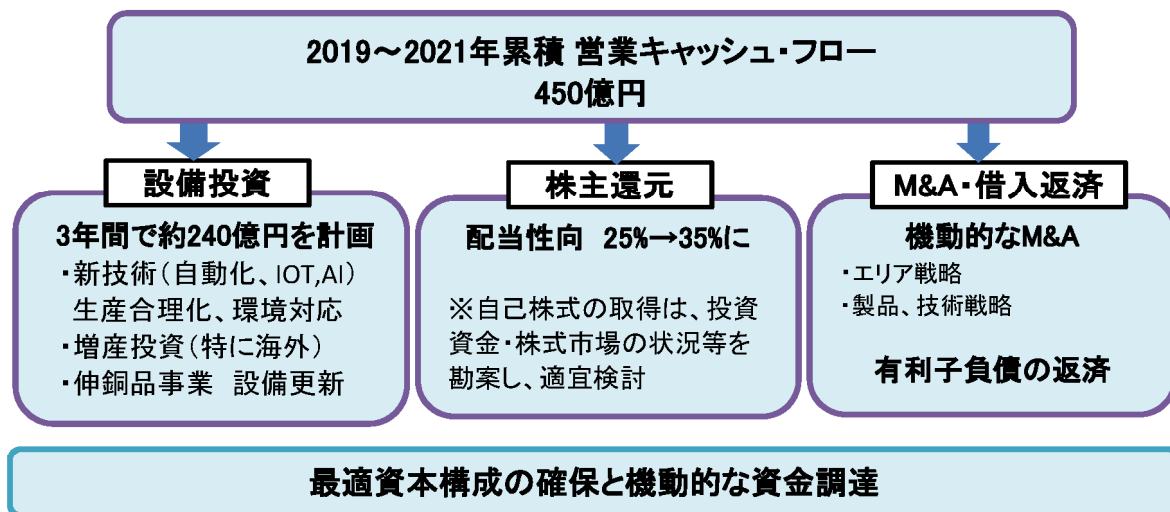 2019～2021年累積 営業キャッシュ・フロー
450億円
設備投資
3年間で約240億円を計画
・新技術（自動化、IOT,AI）
生産合理化、環境対応
・増産投資（特に海外）
・伸銅品事業　設備更新
株主還元
配当性向　25%→35%に
※自己株式の取得は、投資
資金・株式市場の状況等を
勘案し、適宜検討
M&A・借入返済
機動的なM&A
・エリア戦略
・製品、技術戦略
有利子負債の返済
最適資本構成の確保と機動的な資金調達